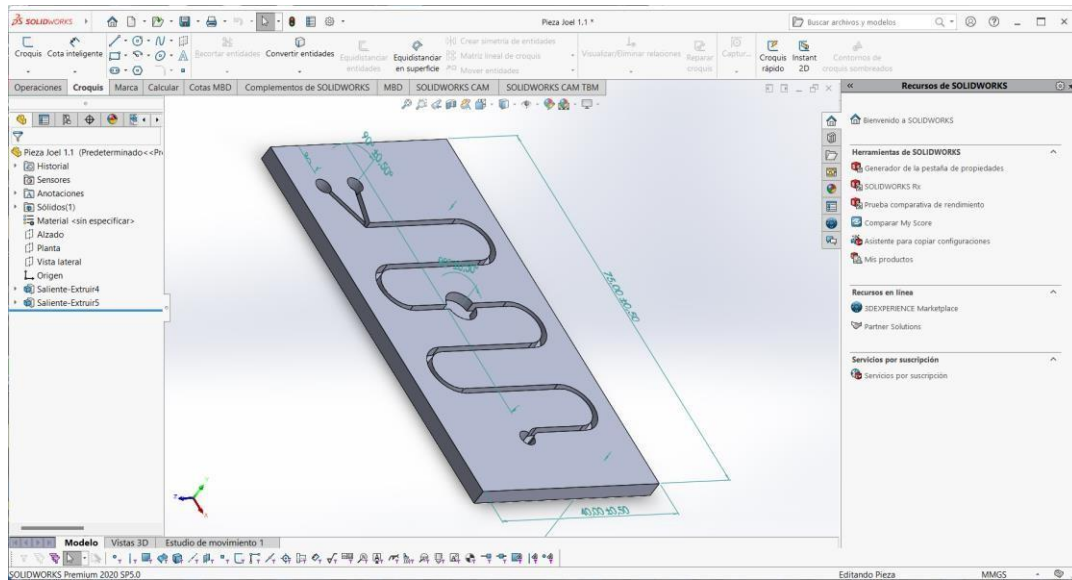 SOLIDWORKS
Pieza Joel 1.1 *
Buscar archivos y modelos
Croquis
Cota inteligente
Recortar entidades
Convertir entidades
Equidistanciar entidades
Equidistanciar en superficie
Crear simetría de entidades
Matriz lineal de croquis
Mover entidades
Visualizar/Eliminar relaciones
Reparar croquis
Captur...
Croquis rápido
Instant 2D
Contornos de croquis sombreados
Operaciones
Croquis
Marca
Calcular
Cotas MBD
Complementos de SOLIDWORKS
MBD
SOLIDWORKS CAM
SOLIDWORKS CAM TBM
Recursos de SOLIDWORKS
Pieza Joel 1.1 (Predeterminado<<Pr
Historial
Sensores
Anotaciones
Sólidos(1)
Material <sin especificar>
Alzado
Planta
Vista lateral
Origen
Saliente-Extruir4
Saliente-Extruir5
90° ±0,50°
75,00 ±0,50
40,00 ±0,50
Bienvenido a SOLIDWORKS
Herramientas de SOLIDWORKS
Generador de la pestaña de propiedades
SOLIDWORKS Rx
Prueba comparativa de rendimiento
Comparar My Score
Asistente para copiar configuraciones
Mis productos
Recursos en línea
3DEXPERIENCE Marketplace
Partner Solutions
Servicios por suscripción
Servicios por suscripción
Modelo
Vistas 3D
Estudio de movimiento 1
SOLIDWORKS Premium 2020 SP5.0
Editando Pieza
MMGS